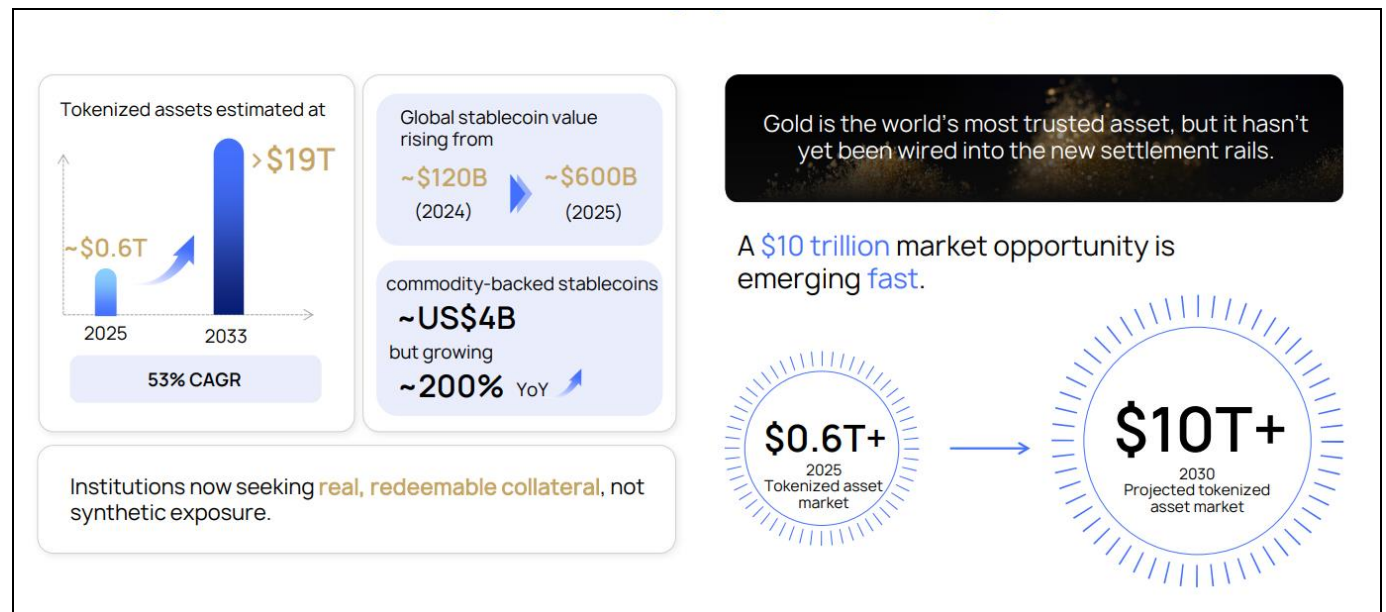 Tokenized assets estimated at
>$19T
~$0.6T
2025
2033
53% CAGR
Global stablecoin value
rising from
~$120B
~$600B
(2024)
(2025)
commodity-backed stablecoins
~US$4B
but growing
~200% YoY
Institutions now seeking real, redeemable collateral, not
synthetic exposure.
Gold is the world's most trusted asset, but it hasn't
yet been wired into the new settlement rails.
A $10 trillion market opportunity is
emerging fast.
$0.6T+
2025
Tokenized asset
market
$10T+
2030
Projected tokenized
asset market